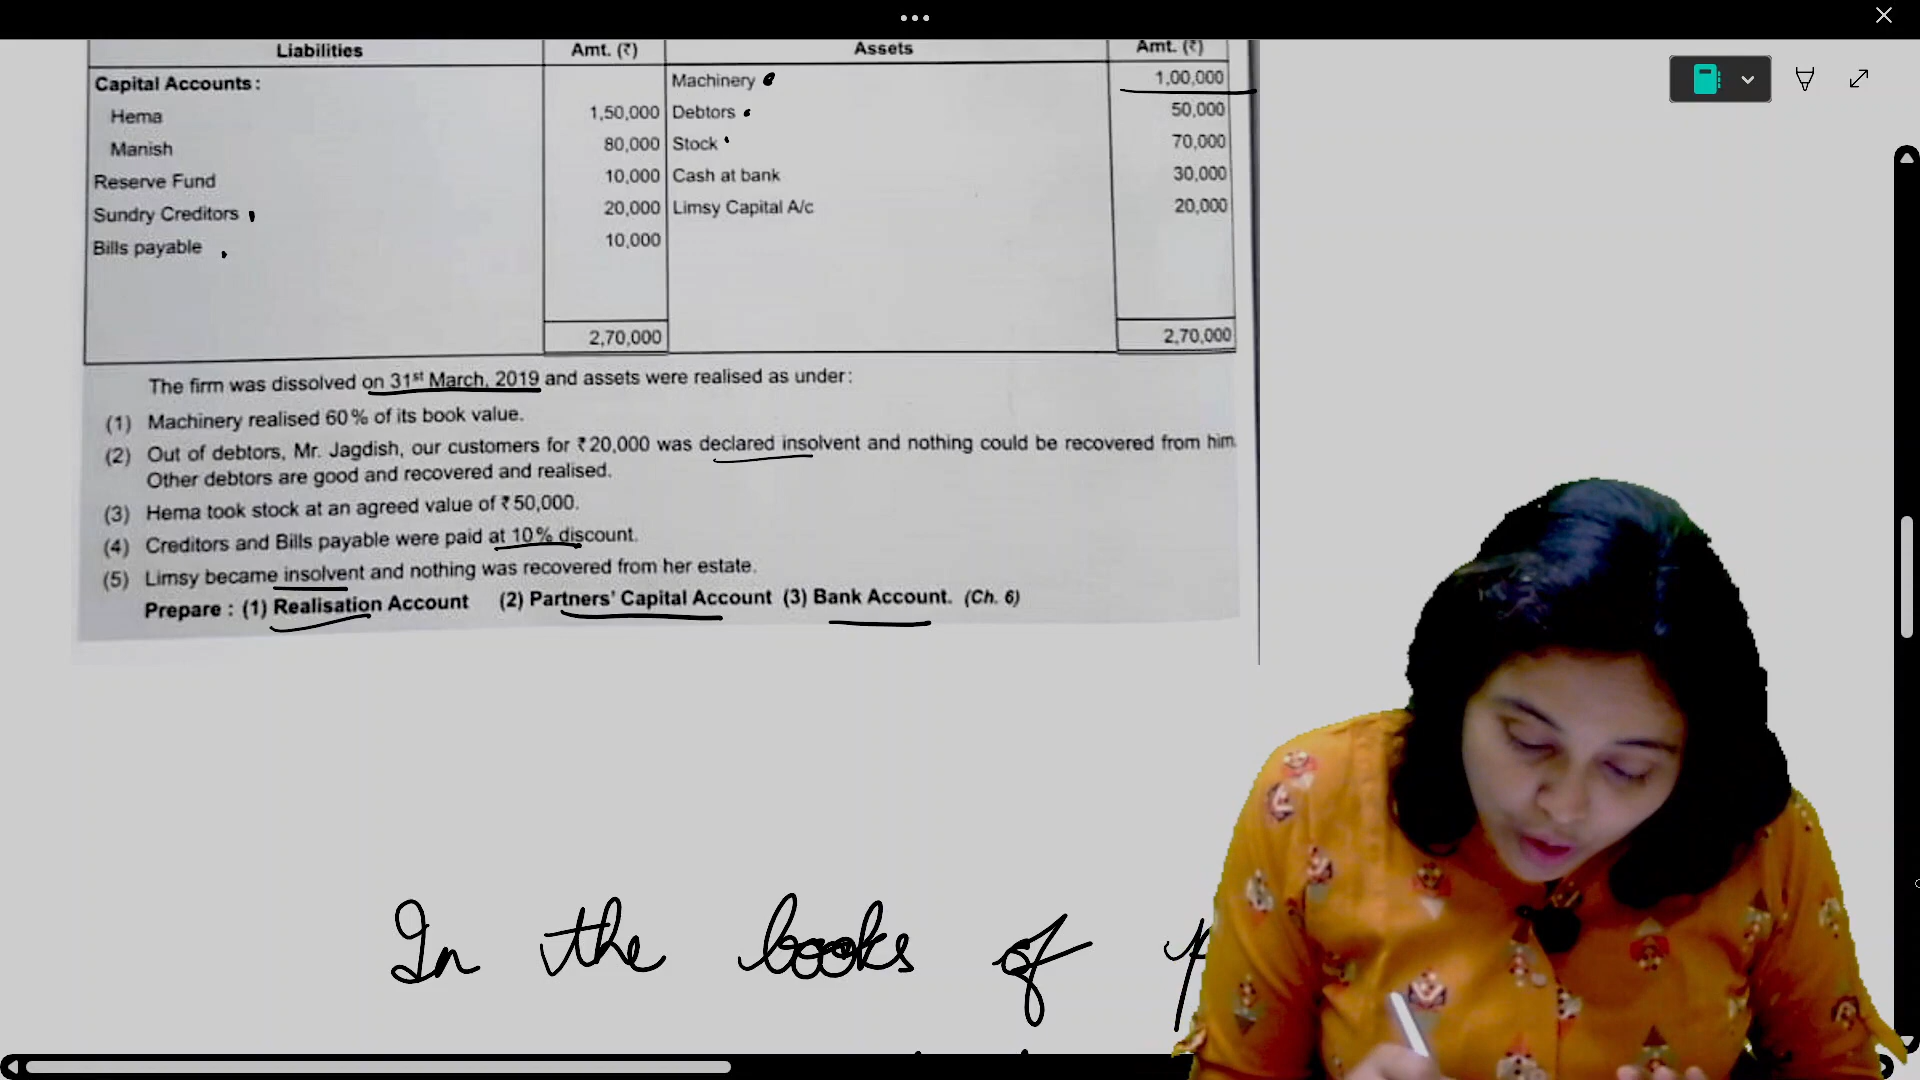 Liabilities Amt. (₹) Assets Amt. (₹)
Capital Accounts : Machinery 1,00,000
Hema 1,50,000 Debtors 50,000
Manish 80,000 Stock 70,000
Reserve Fund 10,000 Cash at bank 30,000
Sundry Creditors 20,000 Limsy Capital A/c 20,000
Bills payable 10,000
2,70,000 2,70,000
The firm was dissolved on 31st March, 2019 and assets were realised as under:
(1) Machinery realised 60% of its book value.
(2) Out of debtors, Mr. Jagdish, our customers for ₹ 20,000 was declared insolvent and nothing could be recovered from him.
Other debtors are good and recovered and realised.
(3) Hema took stock at an agreed value of ₹ 50,000.
(4) Creditors and Bills payable were paid at 10% discount.
(5) Limsy became insolvent and nothing was recovered from her estate.
Prepare : (1) Realisation Account (2) Partners' Capital Account (3) Bank Account. (Ch. 6)
In the books of